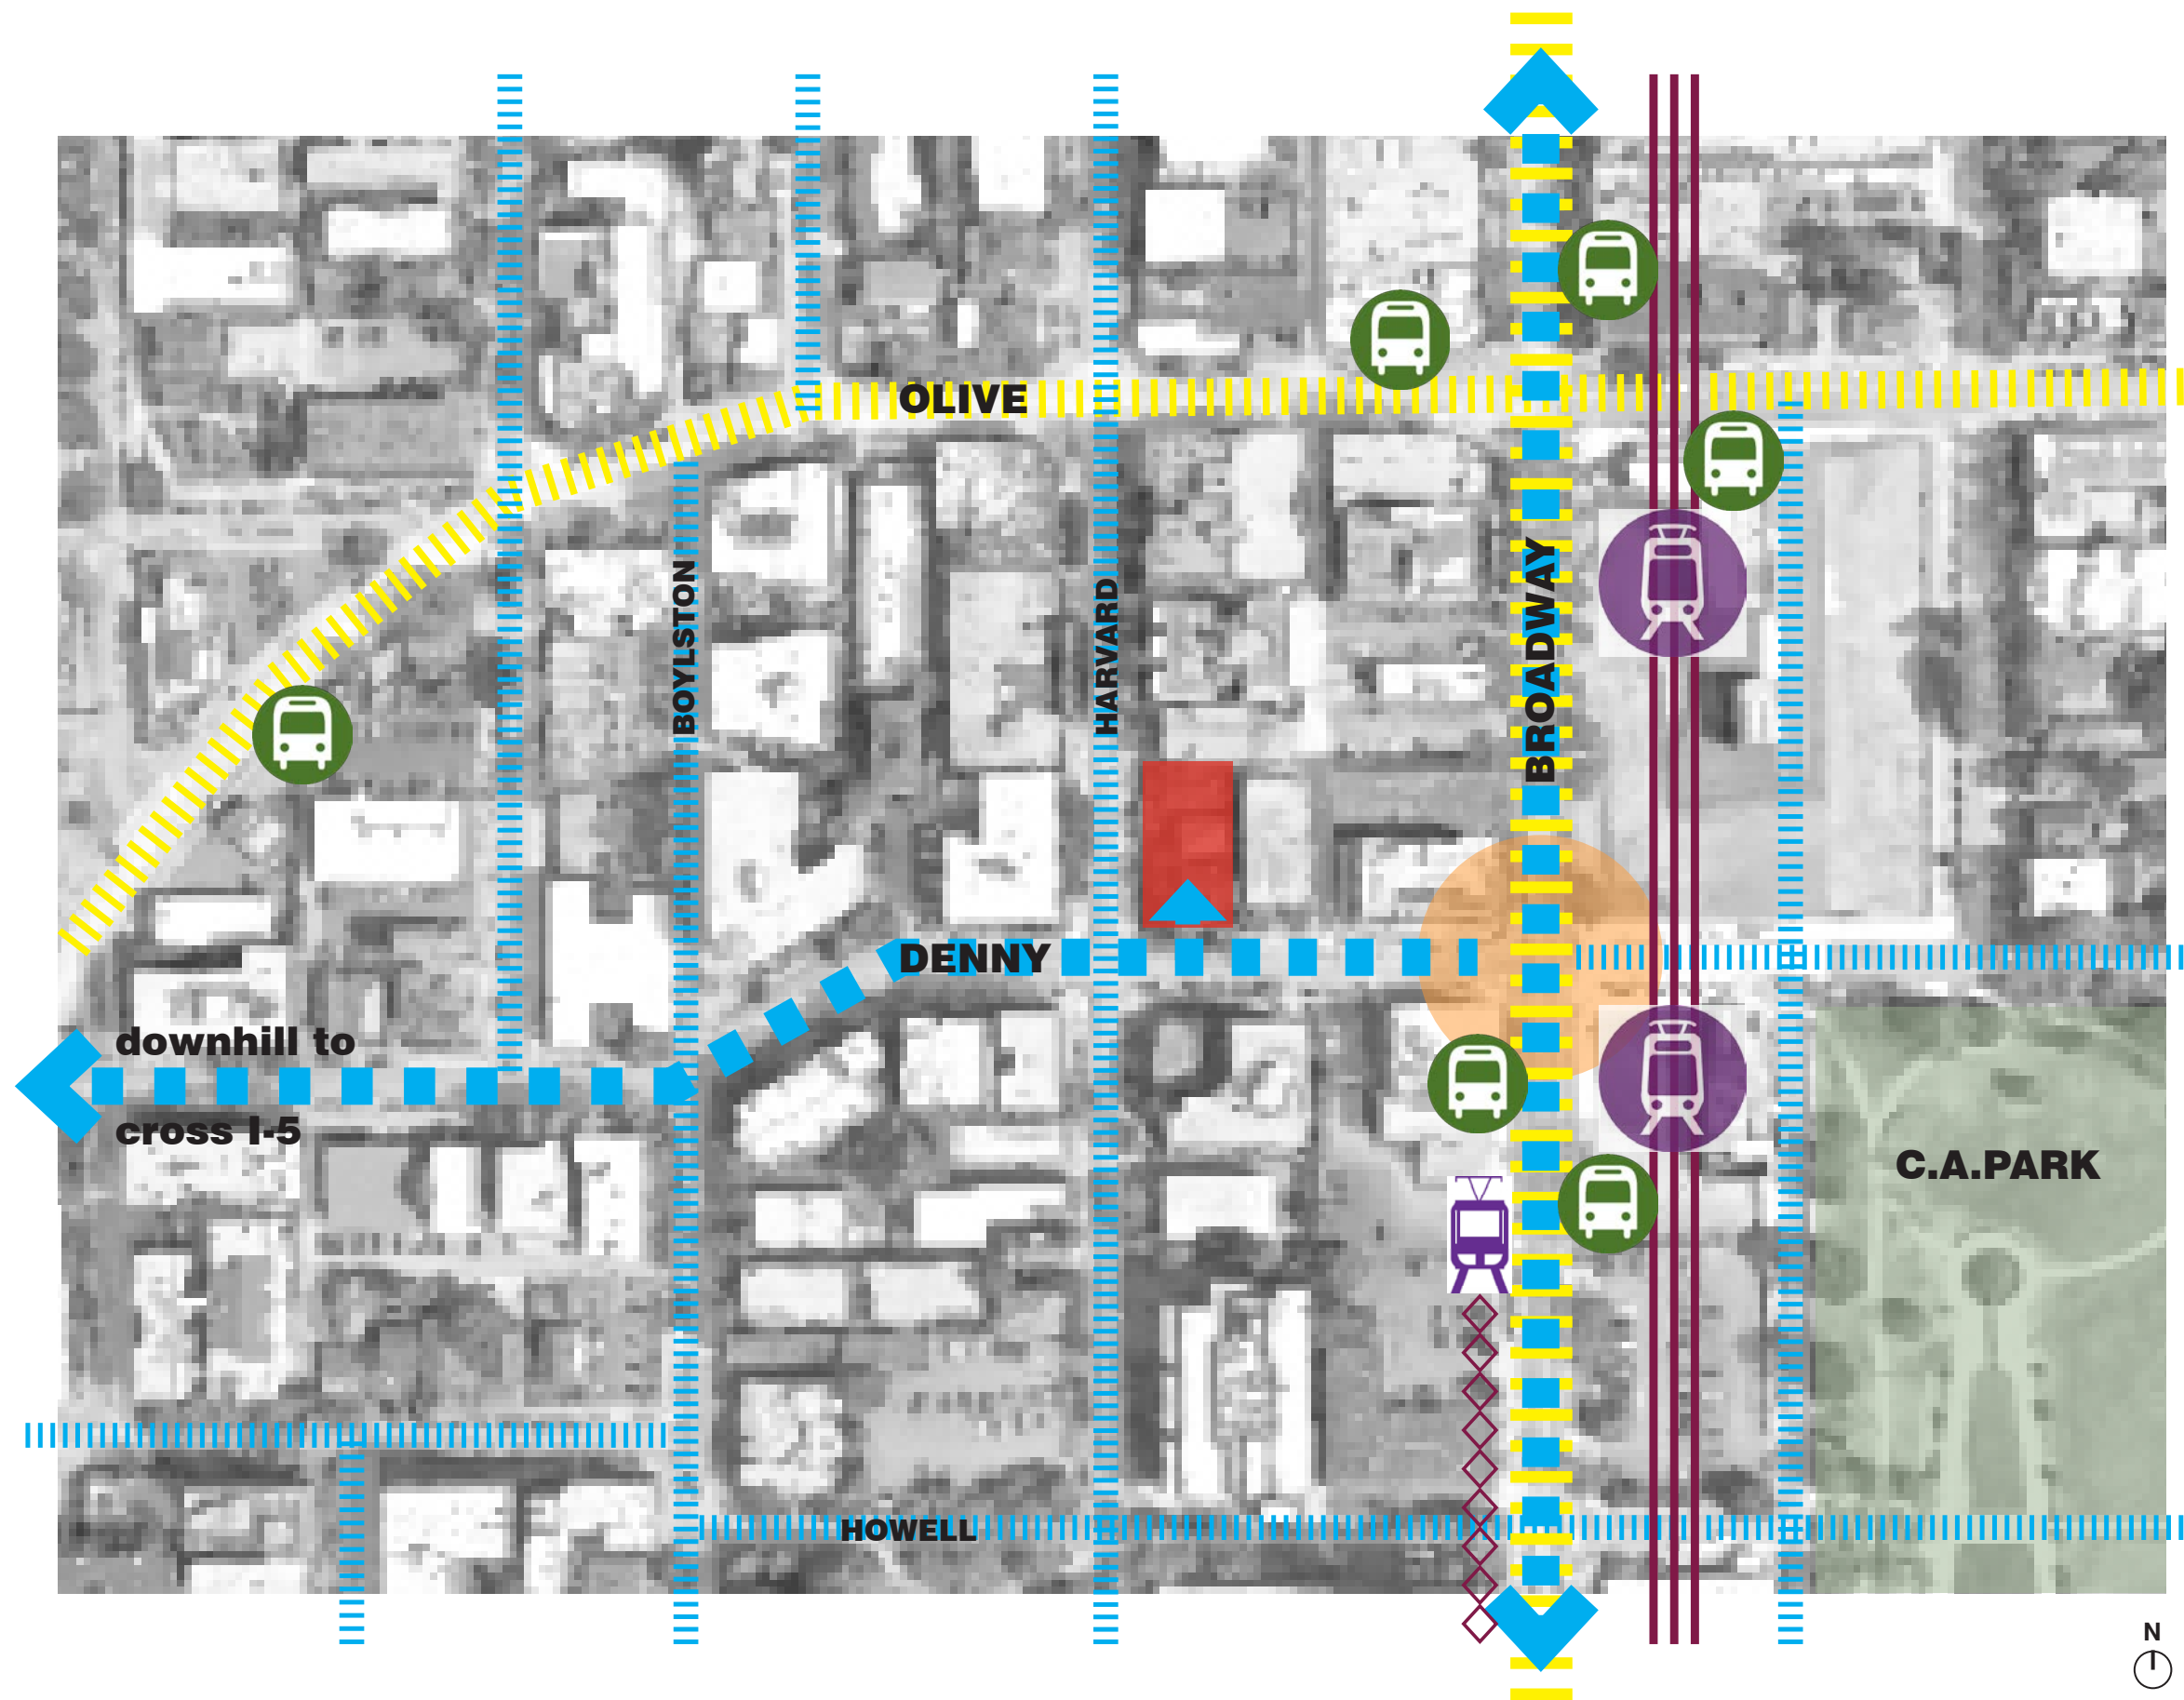 OLIVE
BOYLSTON
HARVARD
BROADWAY
DENNY
downhill to
cross I-5
C.A.PARK
HOWELL
N